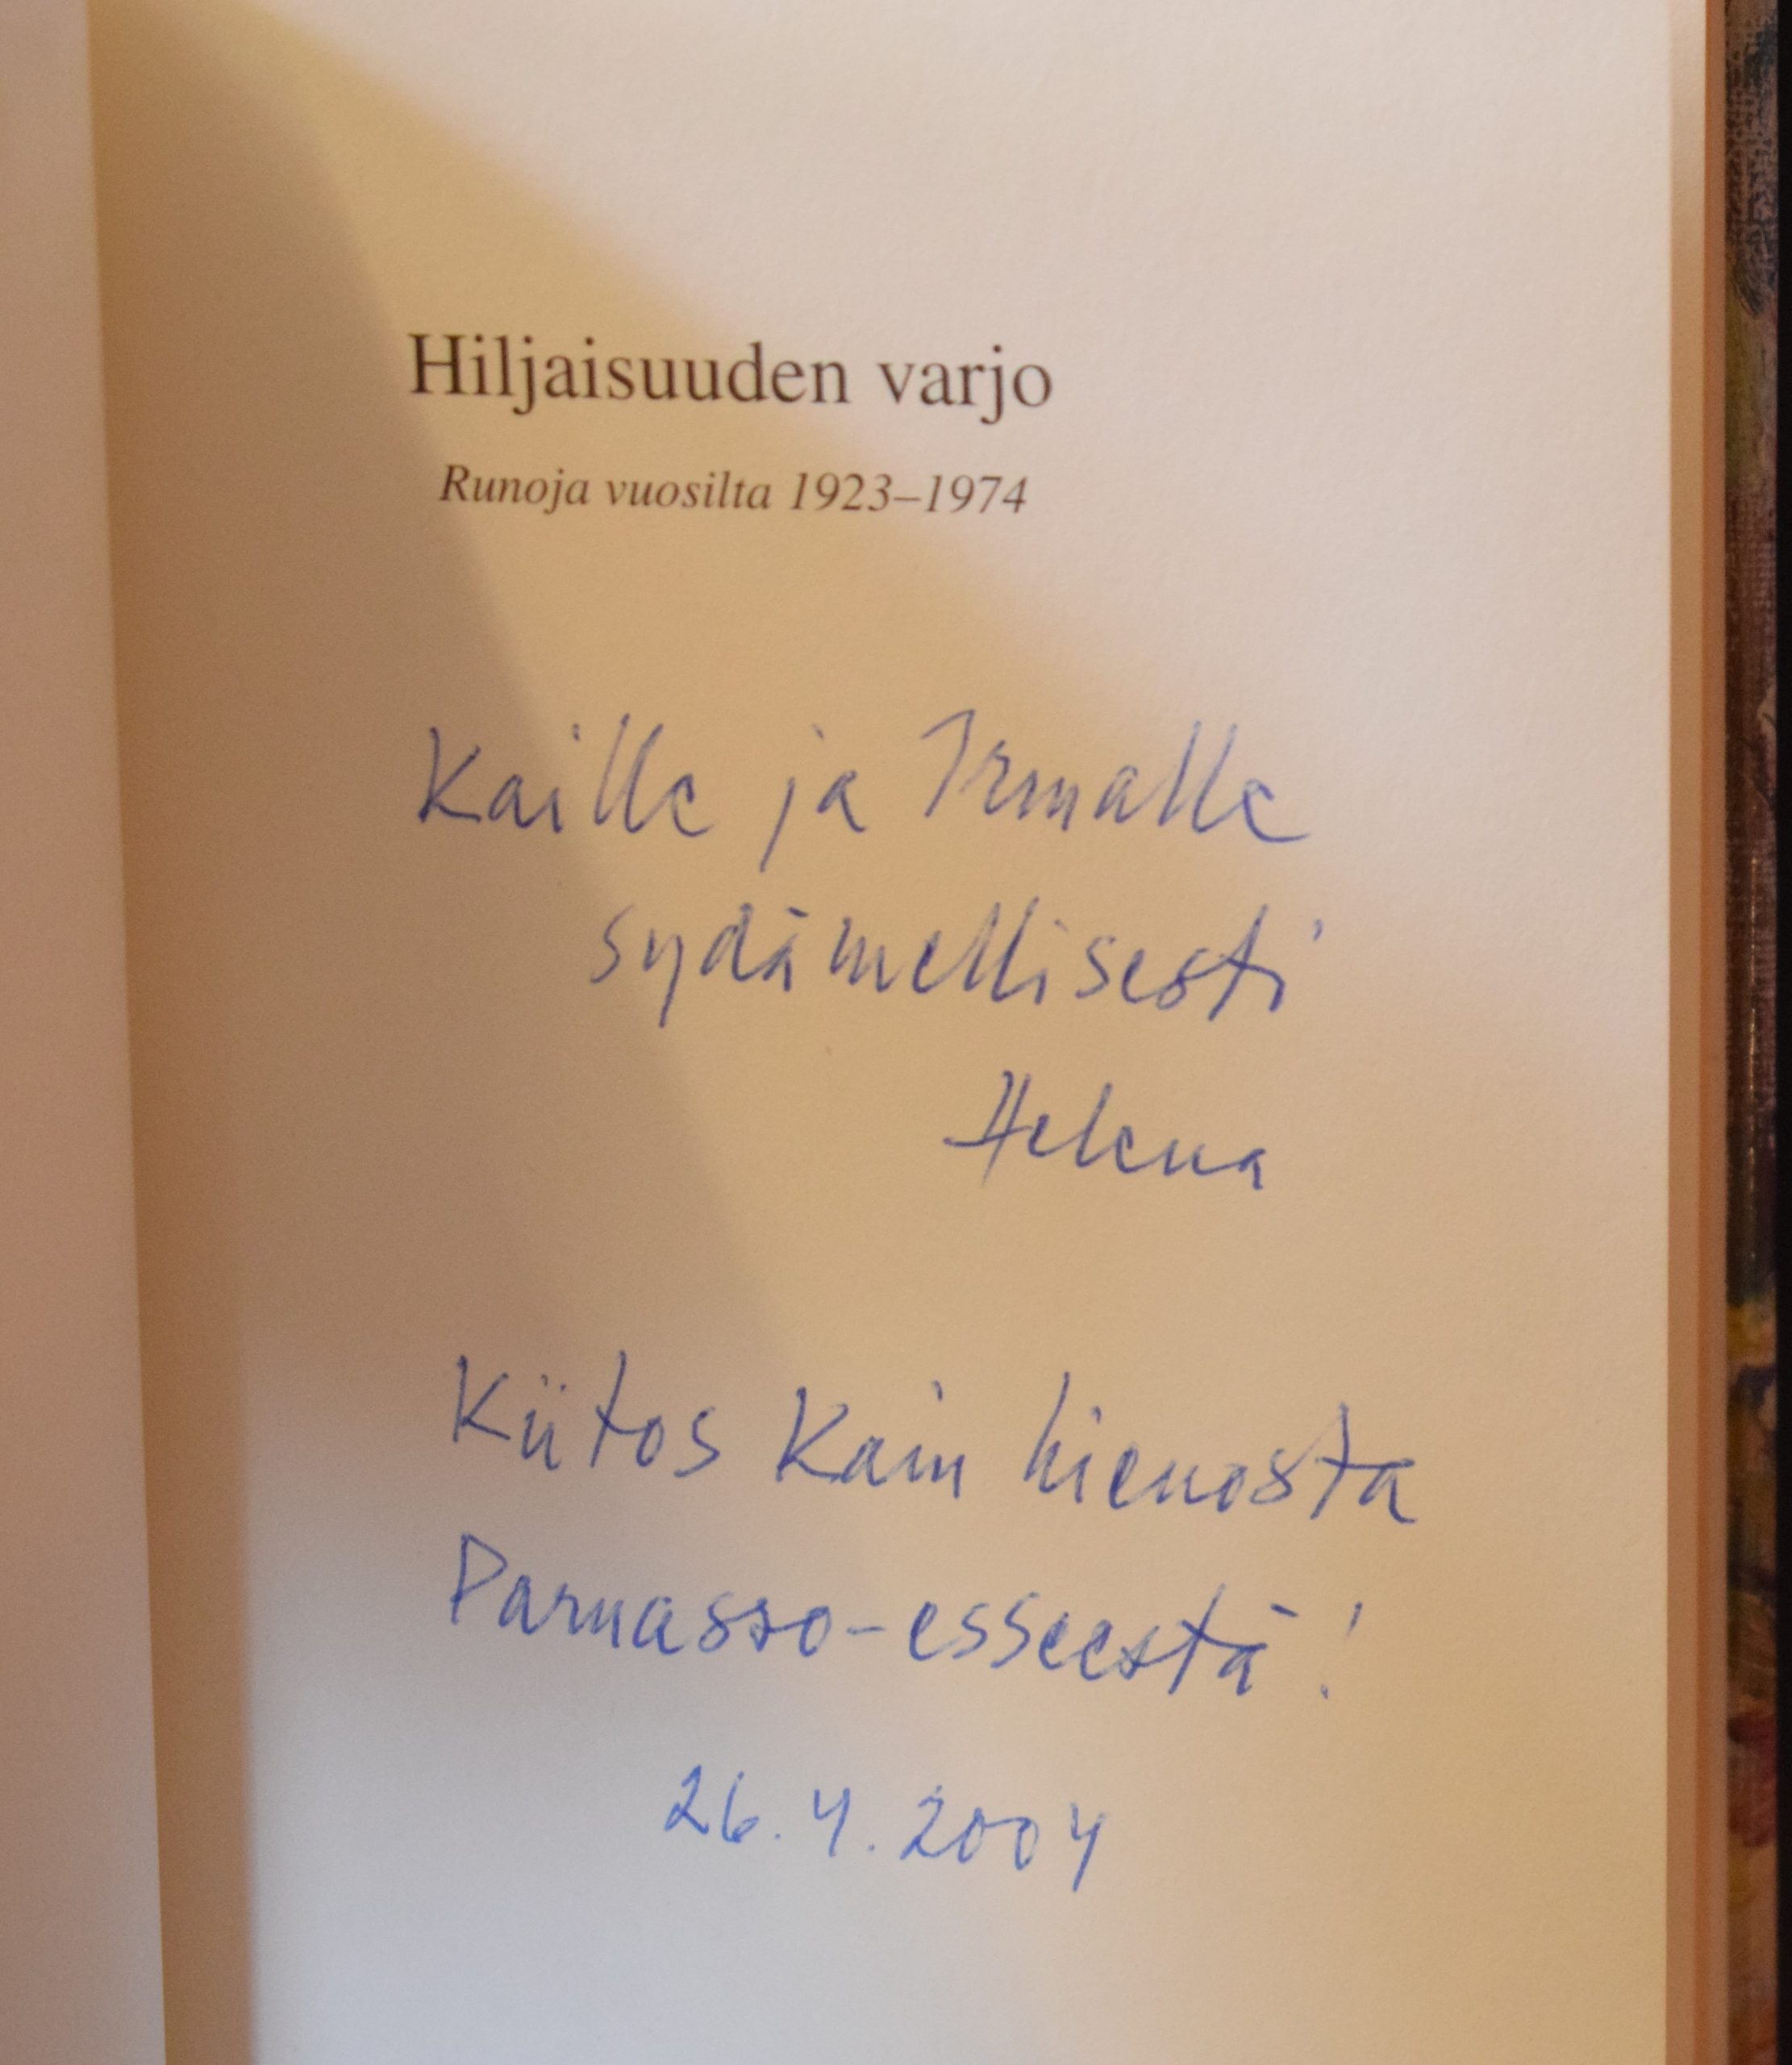 Hiljaisuuden varjo
Runoja vuosilta 1923–1974
Kaille ja Irmalle
sydämellisesti
Helena
Kiitos Kain hienosta
Parnasso-esseestä!
26.4.2004